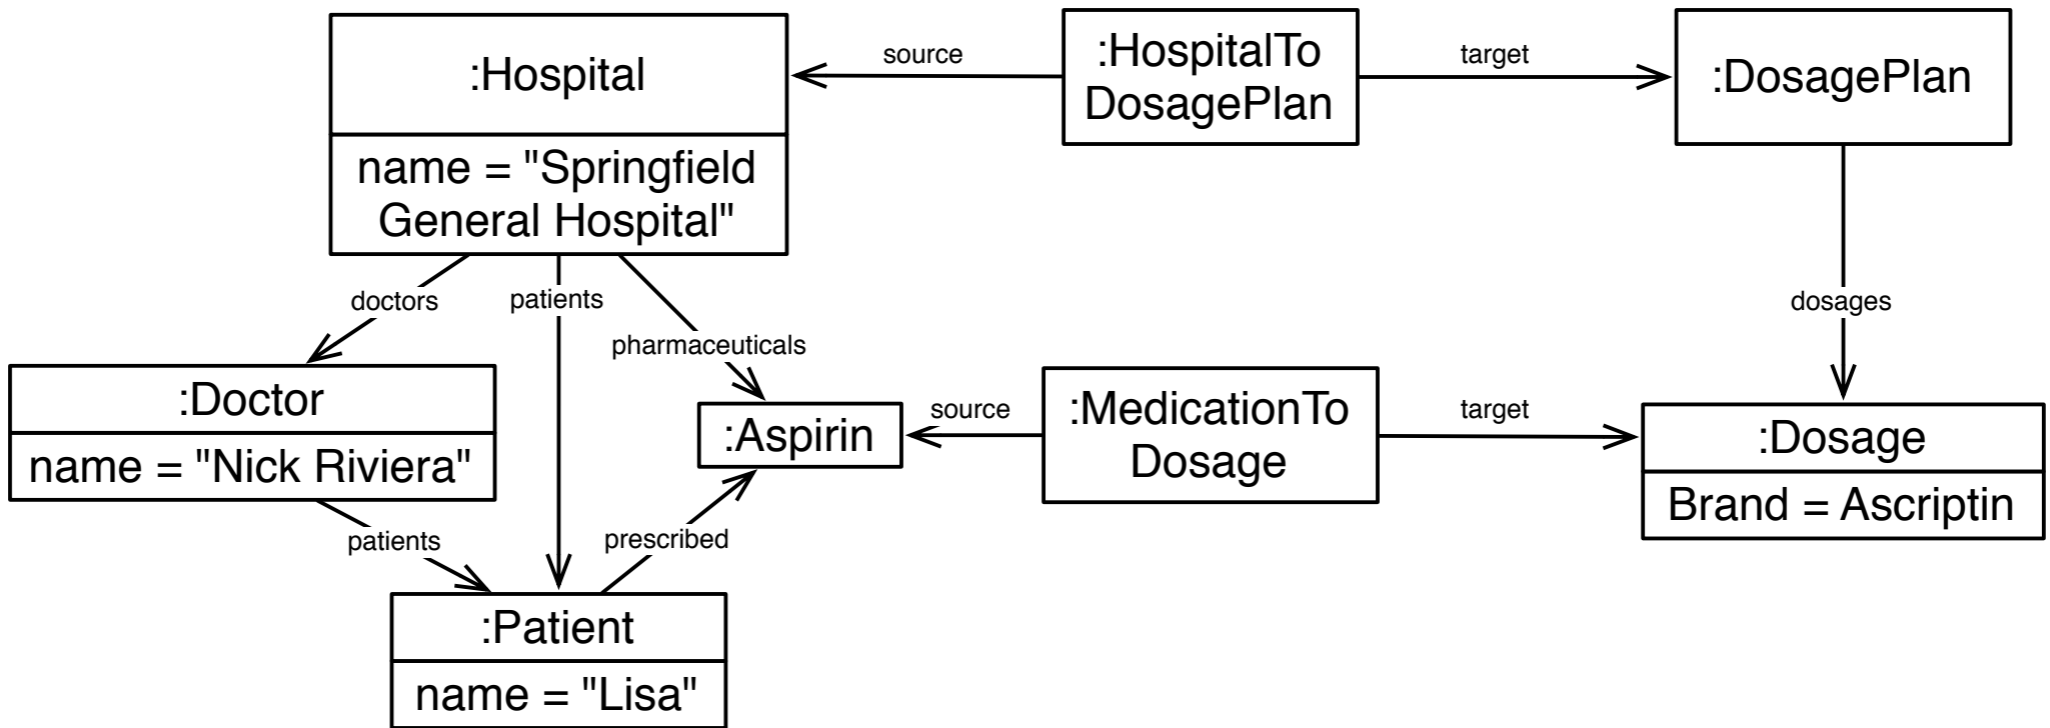 :Hospital
name = "Springfield
General Hospital"
source
:HospitalTo
DosagePlan
target
:DosagePlan
doctors
patients
pharmaceuticals
dosages
:Doctor
name = "Nick Riviera"
:Aspirin
source
:MedicationTo
Dosage
target
:Dosage
Brand = Ascriptin
patients
prescribed
:Patient
name = "Lisa"